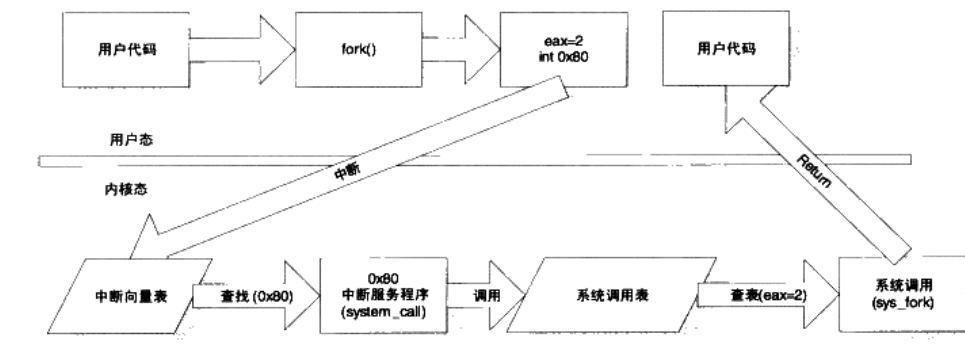 用户代码
fork()
eax=2
int 0x80
用户代码
用户态
中断
Return
内核态
中断向量表
查找 (0x80)
0x80
中断服务程序
(system_call)
调用
系统调用表
查表(eax=2)
系统调用
(sys_fork)